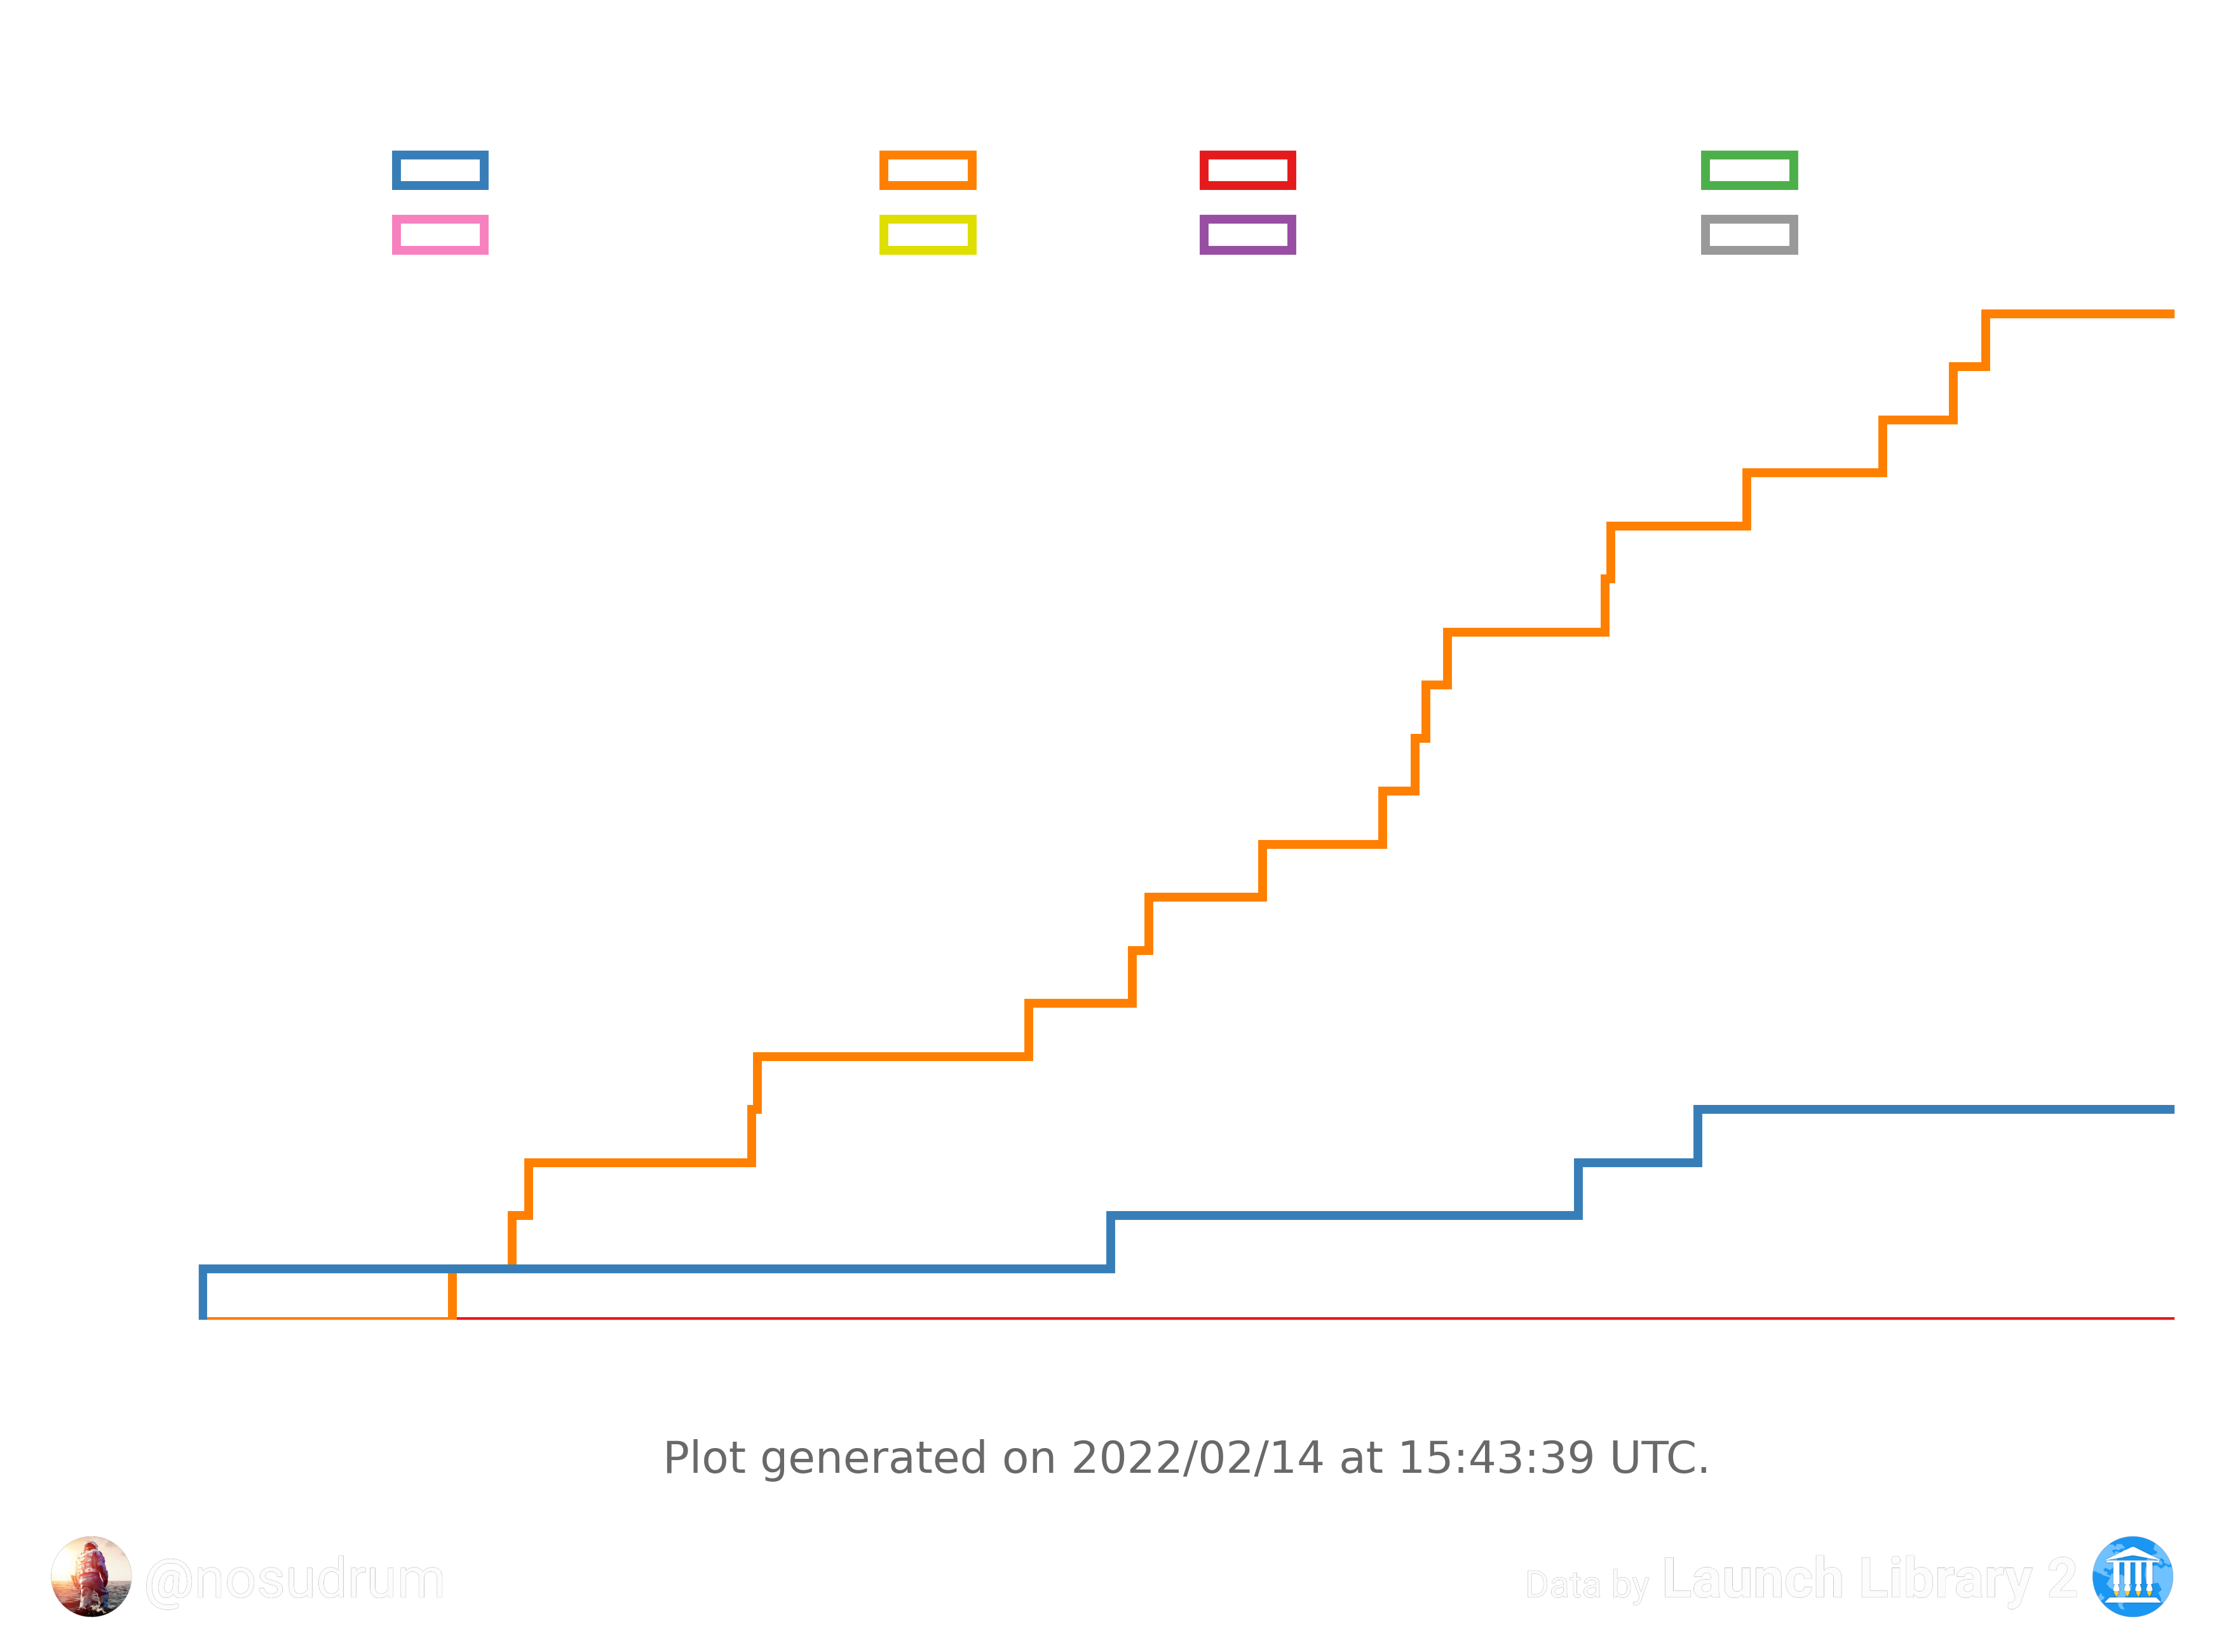 Plot generated on 2022/02/14 at 15:43:39 UTC.
@nosudrum
Data by Launch Library 2